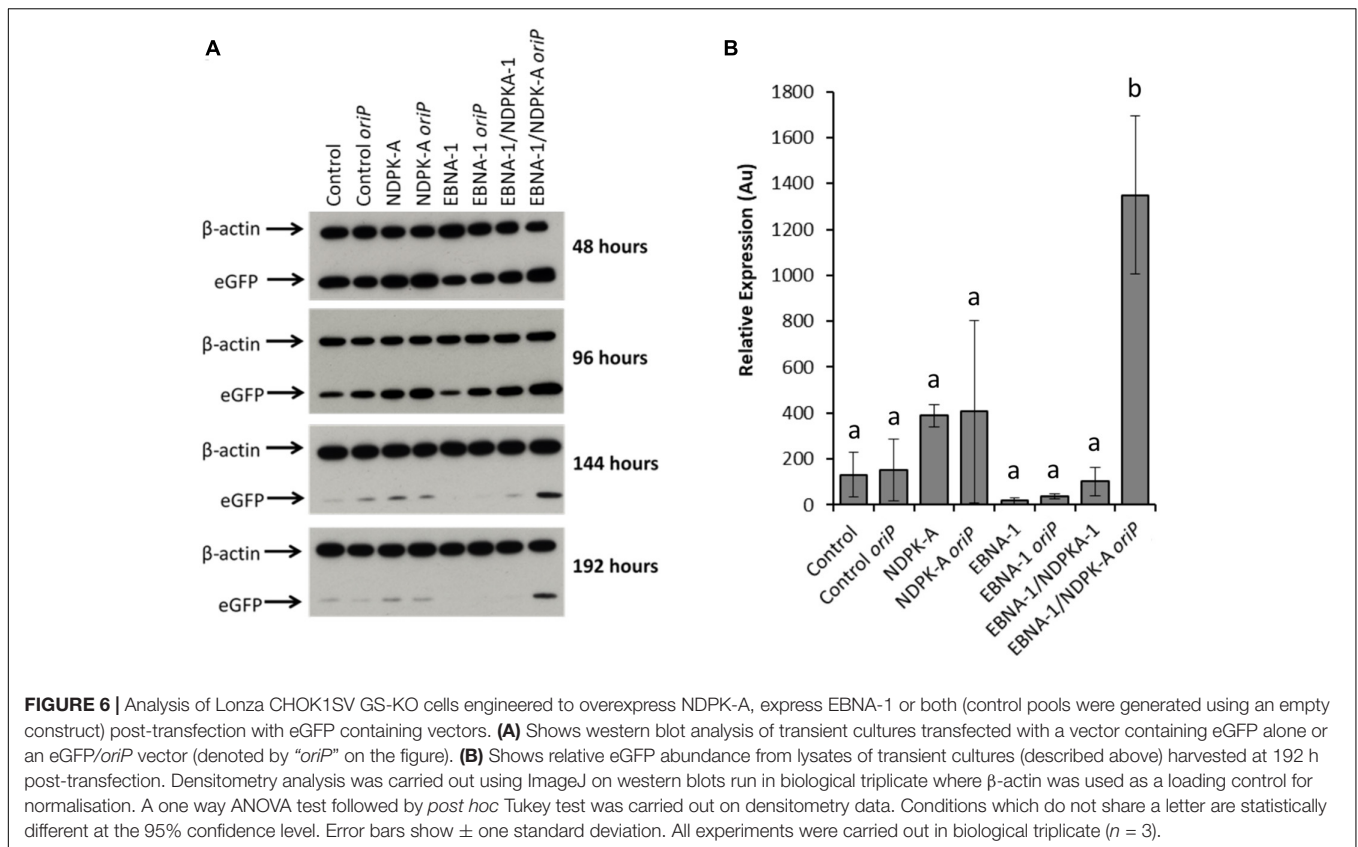 A
Control
Control oriP
NDPK-A
NDPK-A oriP
EBNA-1
EBNA-1 oriP
EBNA-1/NDPKA-1
EBNA-1/NDPK-A oriP
β-actin
eGFP
48 hours
β-actin
eGFP
96 hours
β-actin
eGFP
144 hours
β-actin
eGFP
192 hours
B
Relative Expression (Au)
1800
1600
1400
1200
1000
800
600
400
200
0
a
a
a
a
a
a
a
b
Control
Control oriP
NDPK-A
NDPK-A oriP
EBNA-1
EBNA-1 oriP
EBNA-1/NDPKA-1
EBNA-1/NDPK-A oriP
FIGURE 6 | Analysis of Lonza CHOK1SV GS-KO cells engineered to overexpress NDPK-A, express EBNA-1 or both (control pools were generated using an empty
construct) post-transfection with eGFP containing vectors. (A) Shows western blot analysis of transient cultures transfected with a vector containing eGFP alone or
an eGFP/oriP vector (denoted by “oriP” on the figure). (B) Shows relative eGFP abundance from lysates of transient cultures (described above) harvested at 192 h
post-transfection. Densitometry analysis was carried out using ImageJ on western blots run in biological triplicate where β-actin was used as a loading control for
normalisation. A one way ANOVA test followed by post hoc Tukey test was carried out on densitometry data. Conditions which do not share a letter are statistically
different at the 95% confidence level. Error bars show ± one standard deviation. All experiments were carried out in biological triplicate (n = 3).